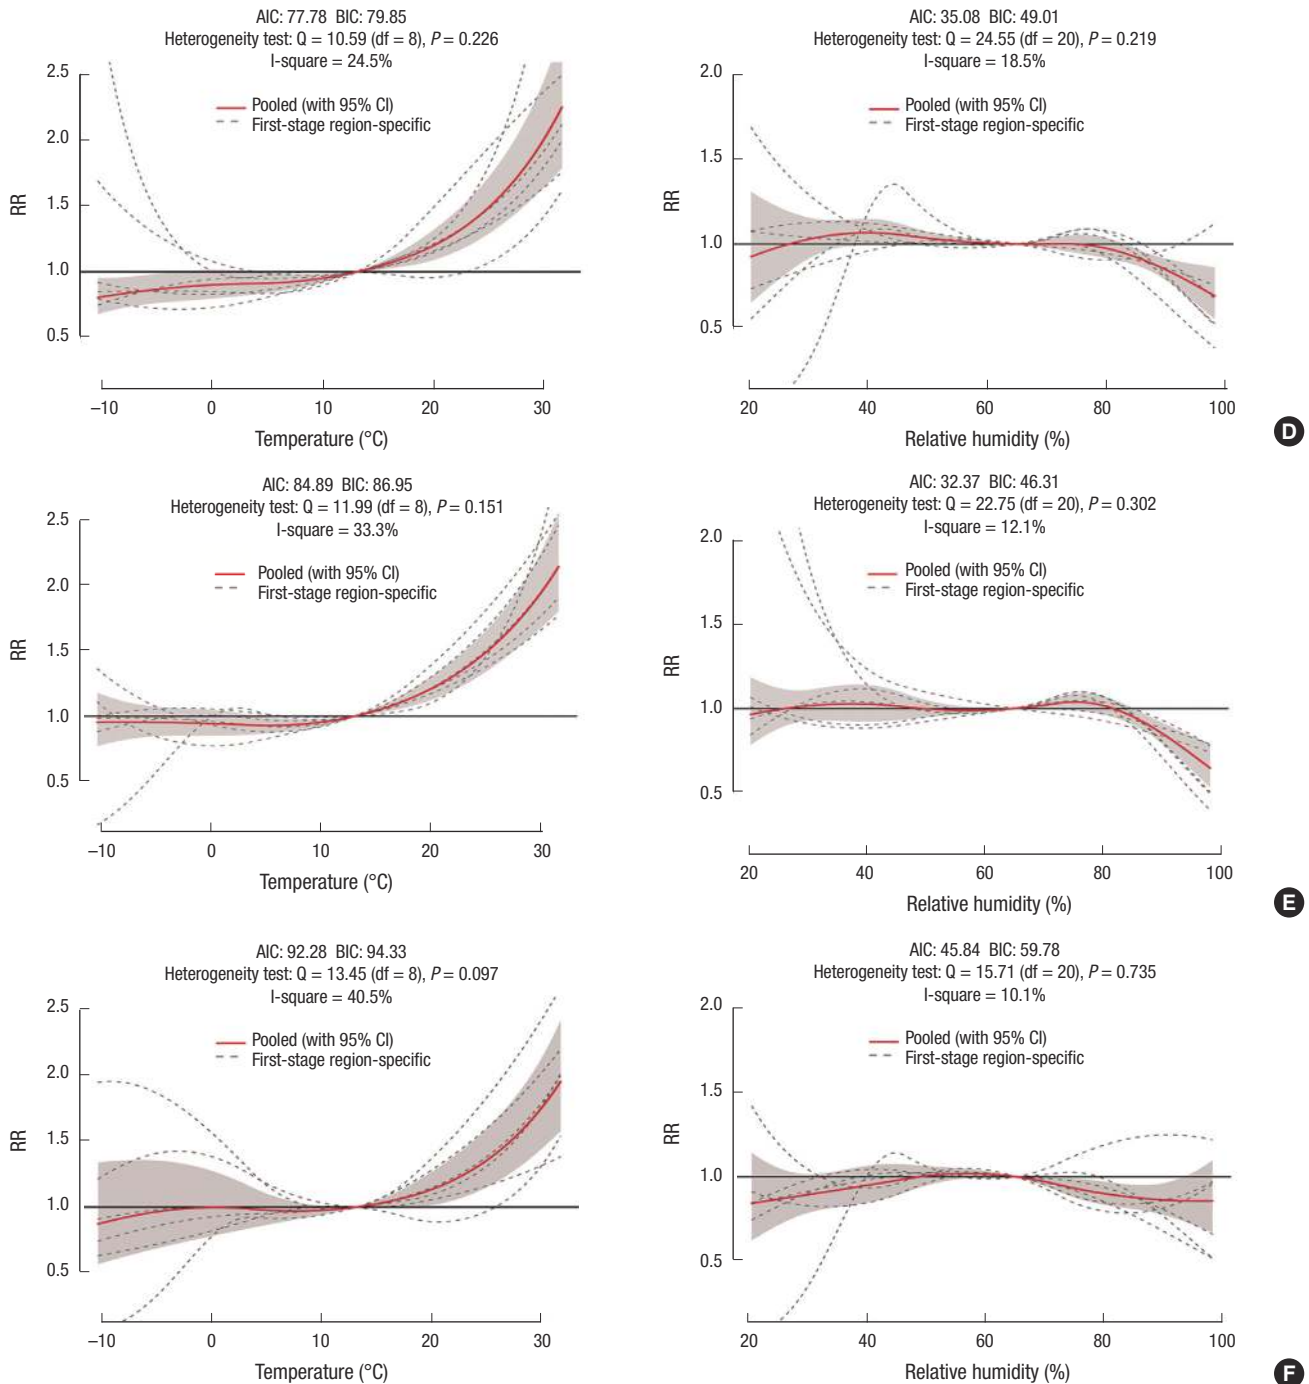 AIC: 77.78 BIC: 79.85
Heterogeneity test: Q = 10.59 (df = 8), P = 0.226
I-square = 24.5%
2.5
2.0
1.5
1.0
0.5
RR
Pooled (with 95% CI)
First-stage region-specific
–10
0
10
20
30
Temperature (°C)
AIC: 35.08 BIC: 49.01
Heterogeneity test: Q = 24.55 (df = 20), P = 0.219
I-square = 18.5%
2.0
1.5
1.0
0.5
RR
Pooled (with 95% CI)
First-stage region-specific
20
40
60
80
100
Relative humidity (%)
D
AIC: 84.89 BIC: 86.95
Heterogeneity test: Q = 11.99 (df = 8), P = 0.151
I-square = 33.3%
2.5
2.0
1.5
1.0
0.5
RR
Pooled (with 95% CI)
First-stage region-specific
–10
0
10
20
30
Temperature (°C)
AIC: 32.37 BIC: 46.31
Heterogeneity test: Q = 22.75 (df = 20), P = 0.302
I-square = 12.1%
2.0
1.5
1.0
0.5
RR
Pooled (with 95% CI)
First-stage region-specific
20
40
60
80
100
Relative humidity (%)
E
AIC: 92.28 BIC: 94.33
Heterogeneity test: Q = 13.45 (df = 8), P = 0.097
I-square = 40.5%
2.5
2.0
1.5
1.0
0.5
RR
Pooled (with 95% CI)
First-stage region-specific
–10
0
10
20
30
Temperature (°C)
AIC: 45.84 BIC: 59.78
Heterogeneity test: Q = 15.71 (df = 20), P = 0.735
I-square = 10.1%
2.0
1.5
1.0
0.5
RR
Pooled (with 95% CI)
First-stage region-specific
20
40
60
80
100
Relative humidity (%)
F